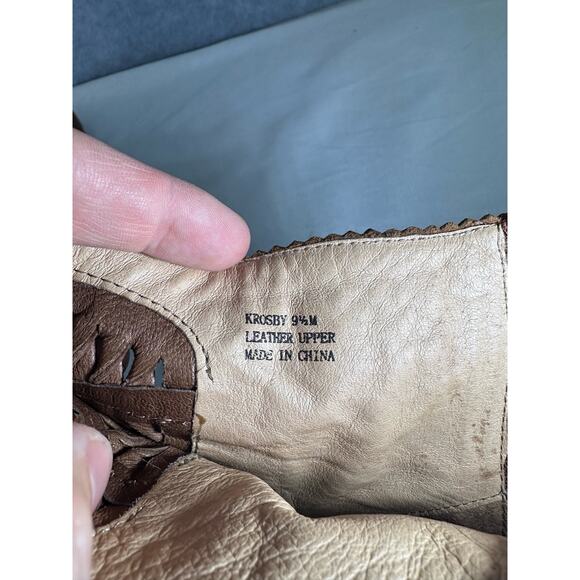 KROSBY 9½M
LEATHER UPPER
MADE IN CHINA